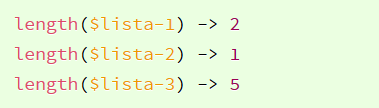 length($lista-1) -> 2
length($lista-2) -> 1
length($lista-3) -> 5